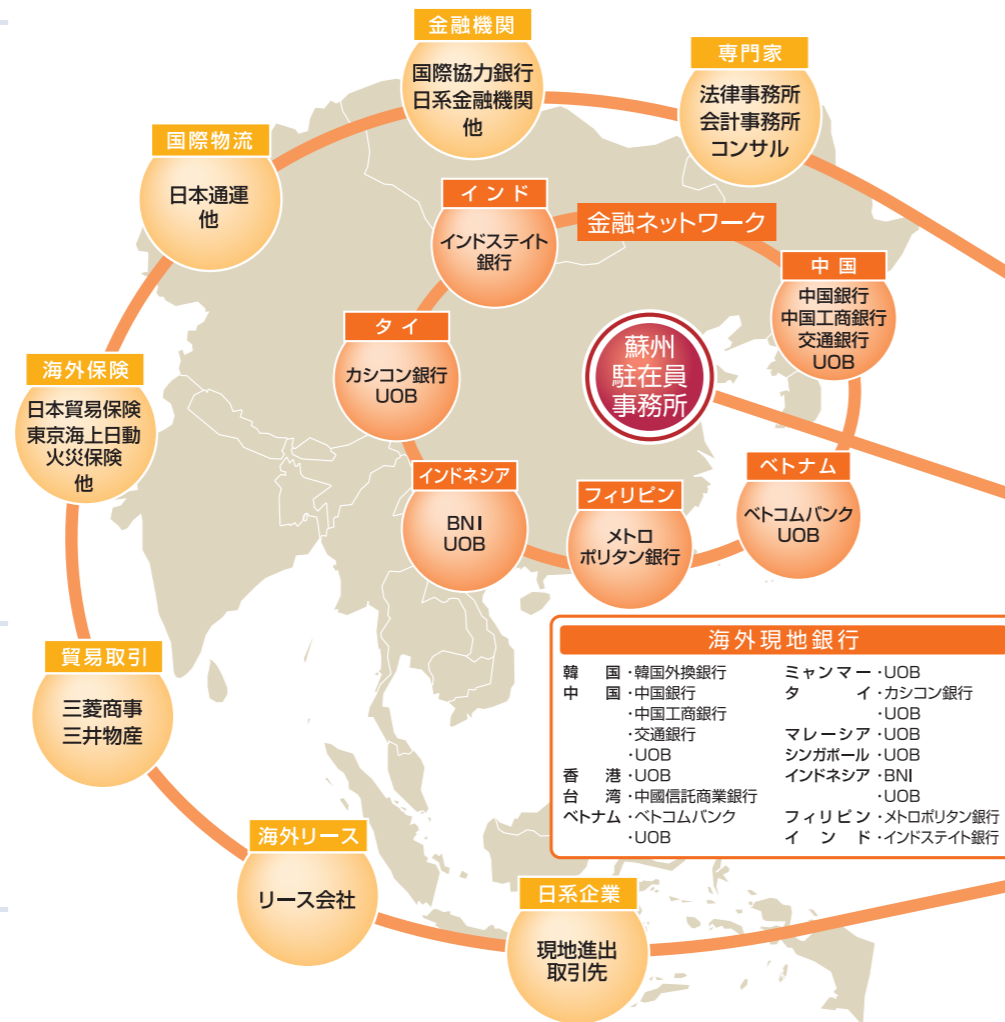 金融機関
国際協力銀行
日系金融機関
他
専門家
法律事務所
会計事務所
コンサル
国際物流
日本通運
他
インド
インドステイト
銀行
金融ネットワーク
中国
中国銀行
中国工商銀行
交通銀行
UOB
タイ
カシコン銀行
UOB
蘇州
駐在員
事務所
海外保険
日本貿易保険
東京海上日動
火災保険
他
インドネシア
BNI
UOB
フィリピン
メトロ
ポリタン銀行
ベトナム
ベトコムバンク
UOB
貿易取引
三菱商事
三井物産
海外現地銀行
韓国・韓国外換銀行
中国・中国銀行
・中国工商銀行
・交通銀行
・UOB
香港・UOB
台湾・中國信託商業銀行
ベトナム・ベトコムバンク
・UOB
ミャンマー・UOB
タイ・カシコン銀行
・UOB
マレーシア・UOB
シンガポール・UOB
インドネシア・BNI
・UOB
フィリピン・メトロポリタン銀行
インド・インドステイト銀行
海外リース
リース会社
日系企業
現地進出
取引先